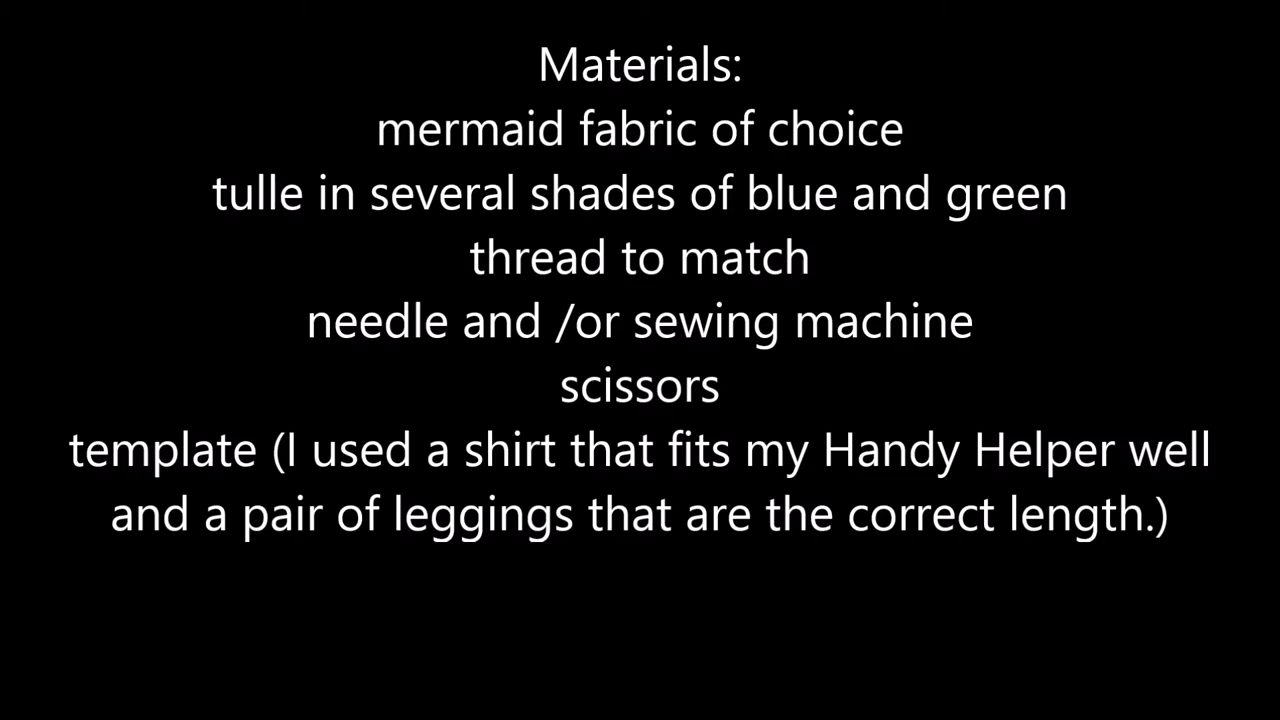 Materials:
mermaid fabric of choice
tulle in several shades of blue and green
thread to match
needle and /or sewing machine
scissors
template (I used a shirt that fits my Handy Helper well
and a pair of leggings that are the correct length.)